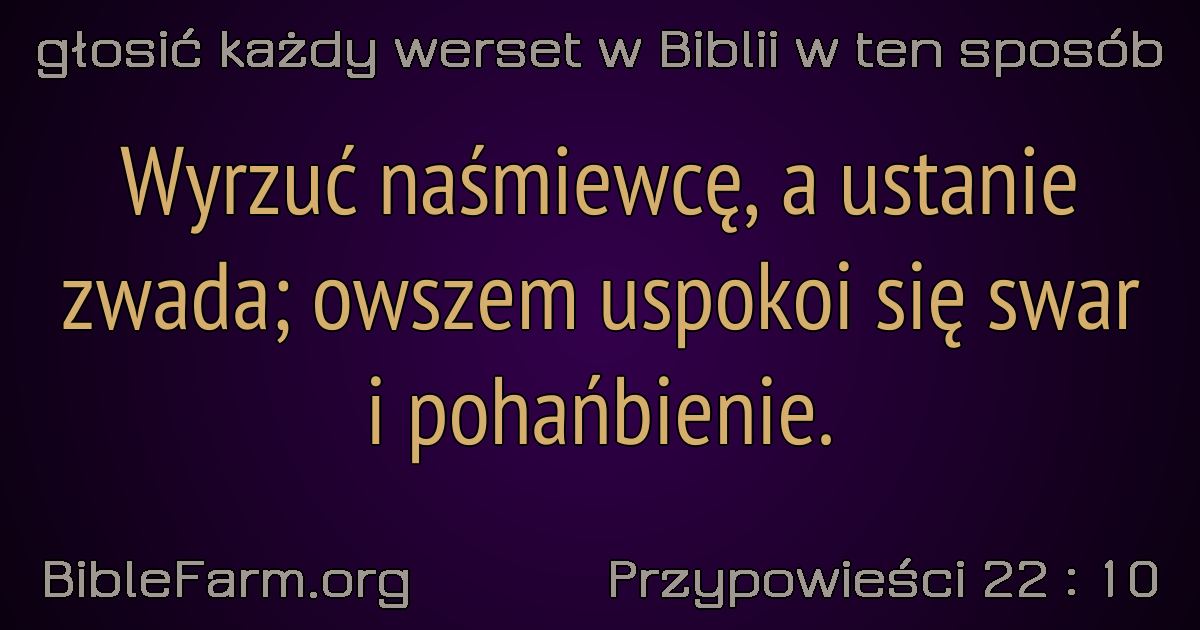 głosić każdy werset w Biblii w ten sposób
Wyrzuć naśmiewcę, a ustanie
zwada; owszem uspokoi się swar
i pohańbienie.
BibleFarm.org
Przypowieści 22 : 10